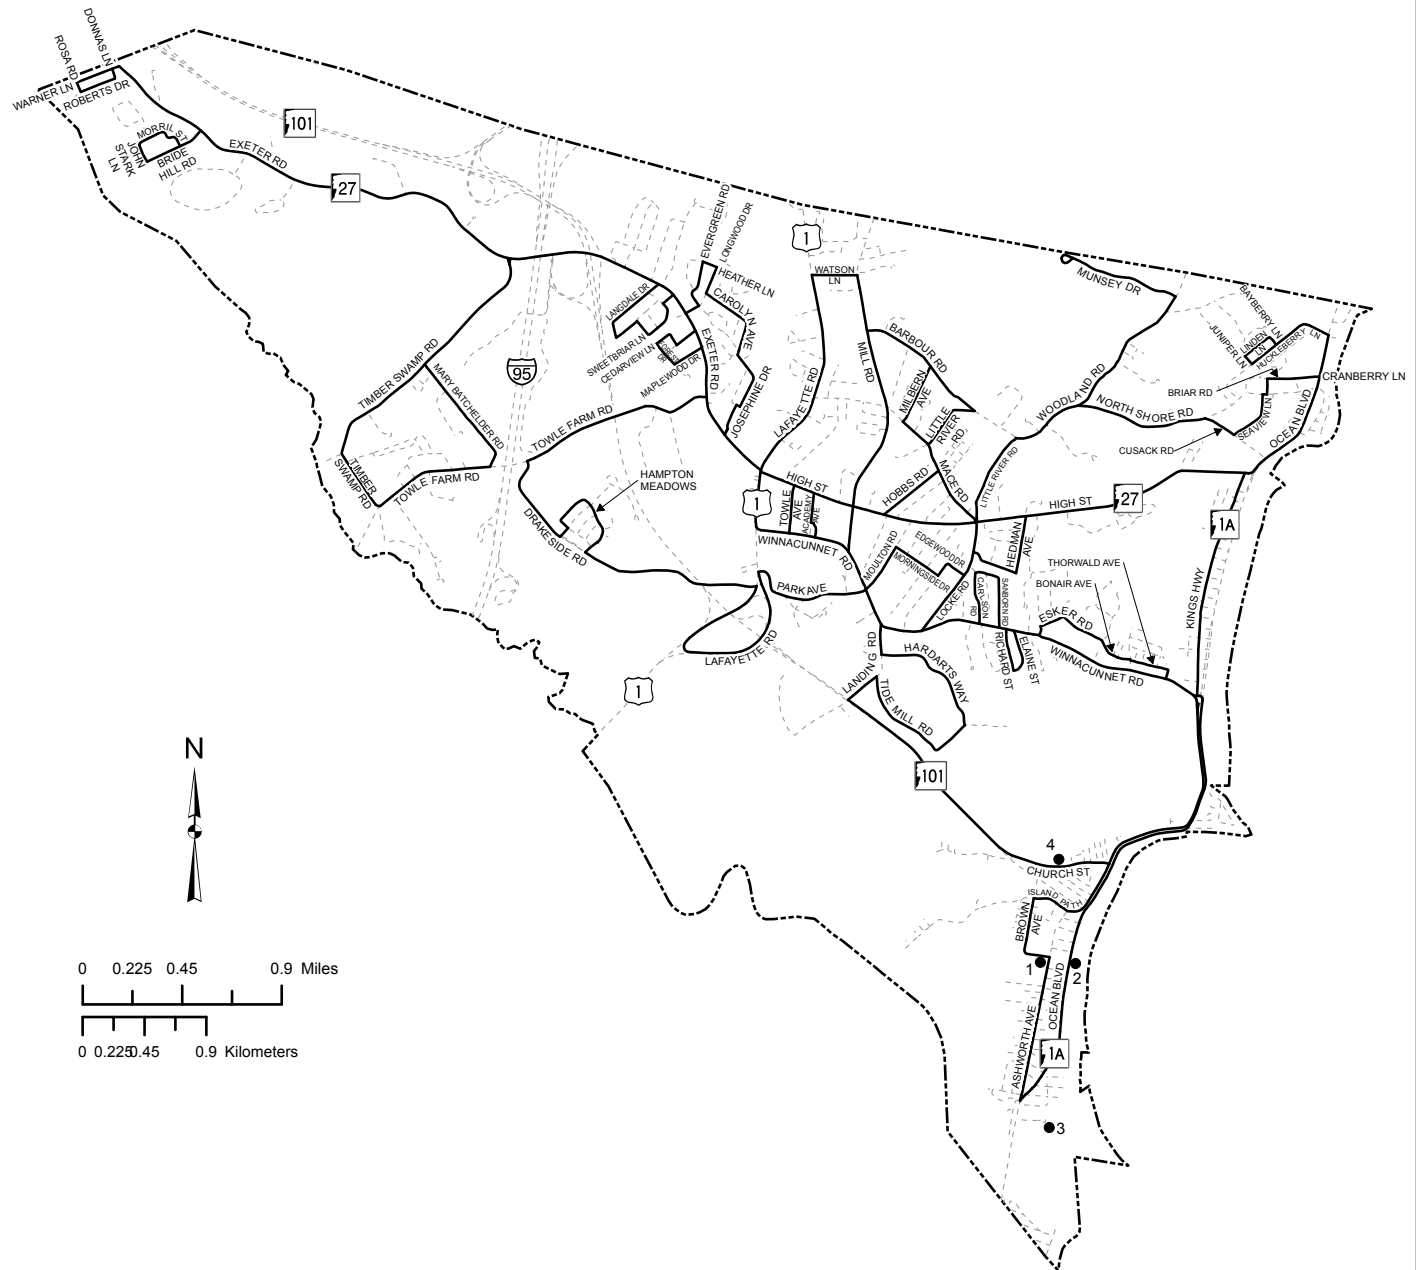 DONNAS LN
ROSA RD
WARNER LN
ROBERTS DR
MORRIL ST
JOHN
STARK
LN
BRIDE
HILL RD
101
EXETER RD
27
EVERGREEN RD
LONGWOOD DR
1
HEATHER LN
WATSON
LN
MUNSEY DR
LANGDALE DR
CAROLYN AVE
BAYBERRY LN
JUNIPER LN
LINDEN
LN
HUCKLEBERRY LN
SWEETBRIAR LN
CEDARVIEW LN
DR
MAPLEWOOD DR
EXETER RD
BARBOUR RD
MILL RD
TIMBER SWAMP RD
95
MARY BATCHELDER RD
JOSEPHINE DR
LAFAYETTE RD
MILBERN
AVE
LITTLE
RIVER
RD
WOODLAND RD
BRIAR RD
CRANBERRY LN
NORTH SHORE RD
SEAVIEW LN
OCEAN BLVD
CUSACK RD
TOWLE FARM RD
TIMBER
SWAMP RD
TOWLE FARM RD
HAMPTON
MEADOWS
HIGH ST
HOBBS RD
MACE RD
LITTLE RIVER RD
HIGH ST
27
1A
1
TOWLE
AVE
ACADEMY
AVE
DRAKESIDE RD
WINNACUNNET RD
MOULTON RD
EDGEWOOD DR
MORNINGSIDE DR
HEDMAN
AVE
THORWALD AVE
BONAIR AVE
PARK AVE
LOCKE RD
CARLSON
RD
SANBORN RD
ESKER RD
KINGS HWY
LAFAYETTE RD
LANDING RD
HARDARTS WAY
RICHARD ST
ELAINE ST
WINNACUNNET RD
1
TIDE MILL RD
101
N
4
CHURCH ST
ISLAND PATH
BROWN
AVE
1
2
OCEAN BLVD
ASHWORTH AVE
1A
3
0 0.225 0.45 0.9 Miles
0 0.225 0.45 0.9 Kilometers